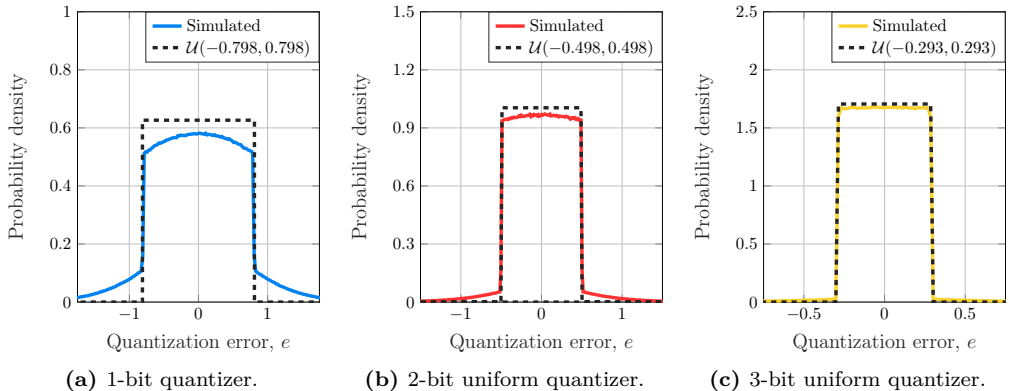 Simulated
U(−0.798, 0.798)
Probability density
1
0.8
0.6
0.4
0.2
0
−1
0
1
Quantization error, e
(a) 1-bit quantizer.
Simulated
U(−0.498, 0.498)
Probability density
1.5
1.2
0.9
0.6
0.3
0
−1
0
1
Quantization error, e
(b) 2-bit uniform quantizer.
Simulated
U(−0.293, 0.293)
Probability density
2.5
2
1.5
1
0.5
0
−0.5
0
0.5
Quantization error, e
(c) 3-bit uniform quantizer.